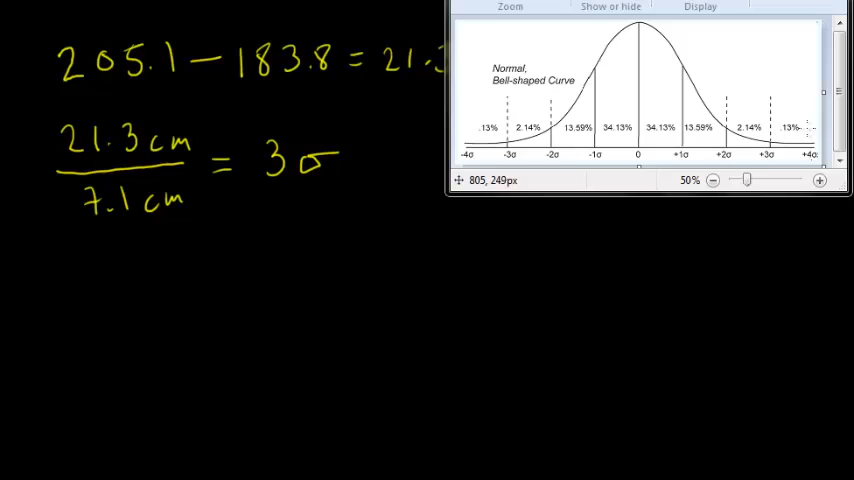 Zoom Show or hide Display
205.1 – 183.8 = 21.3
Normal,
Bell-shaped Curve
.13% 2.14% 13.59% 34.13% 34.13% 13.59% 2.14% .13%
-4σ -3σ -2σ -1σ 0 +1σ +2σ +3σ +4σ
21.3 cm
7.1 cm
= 3σ
805, 249px 50%